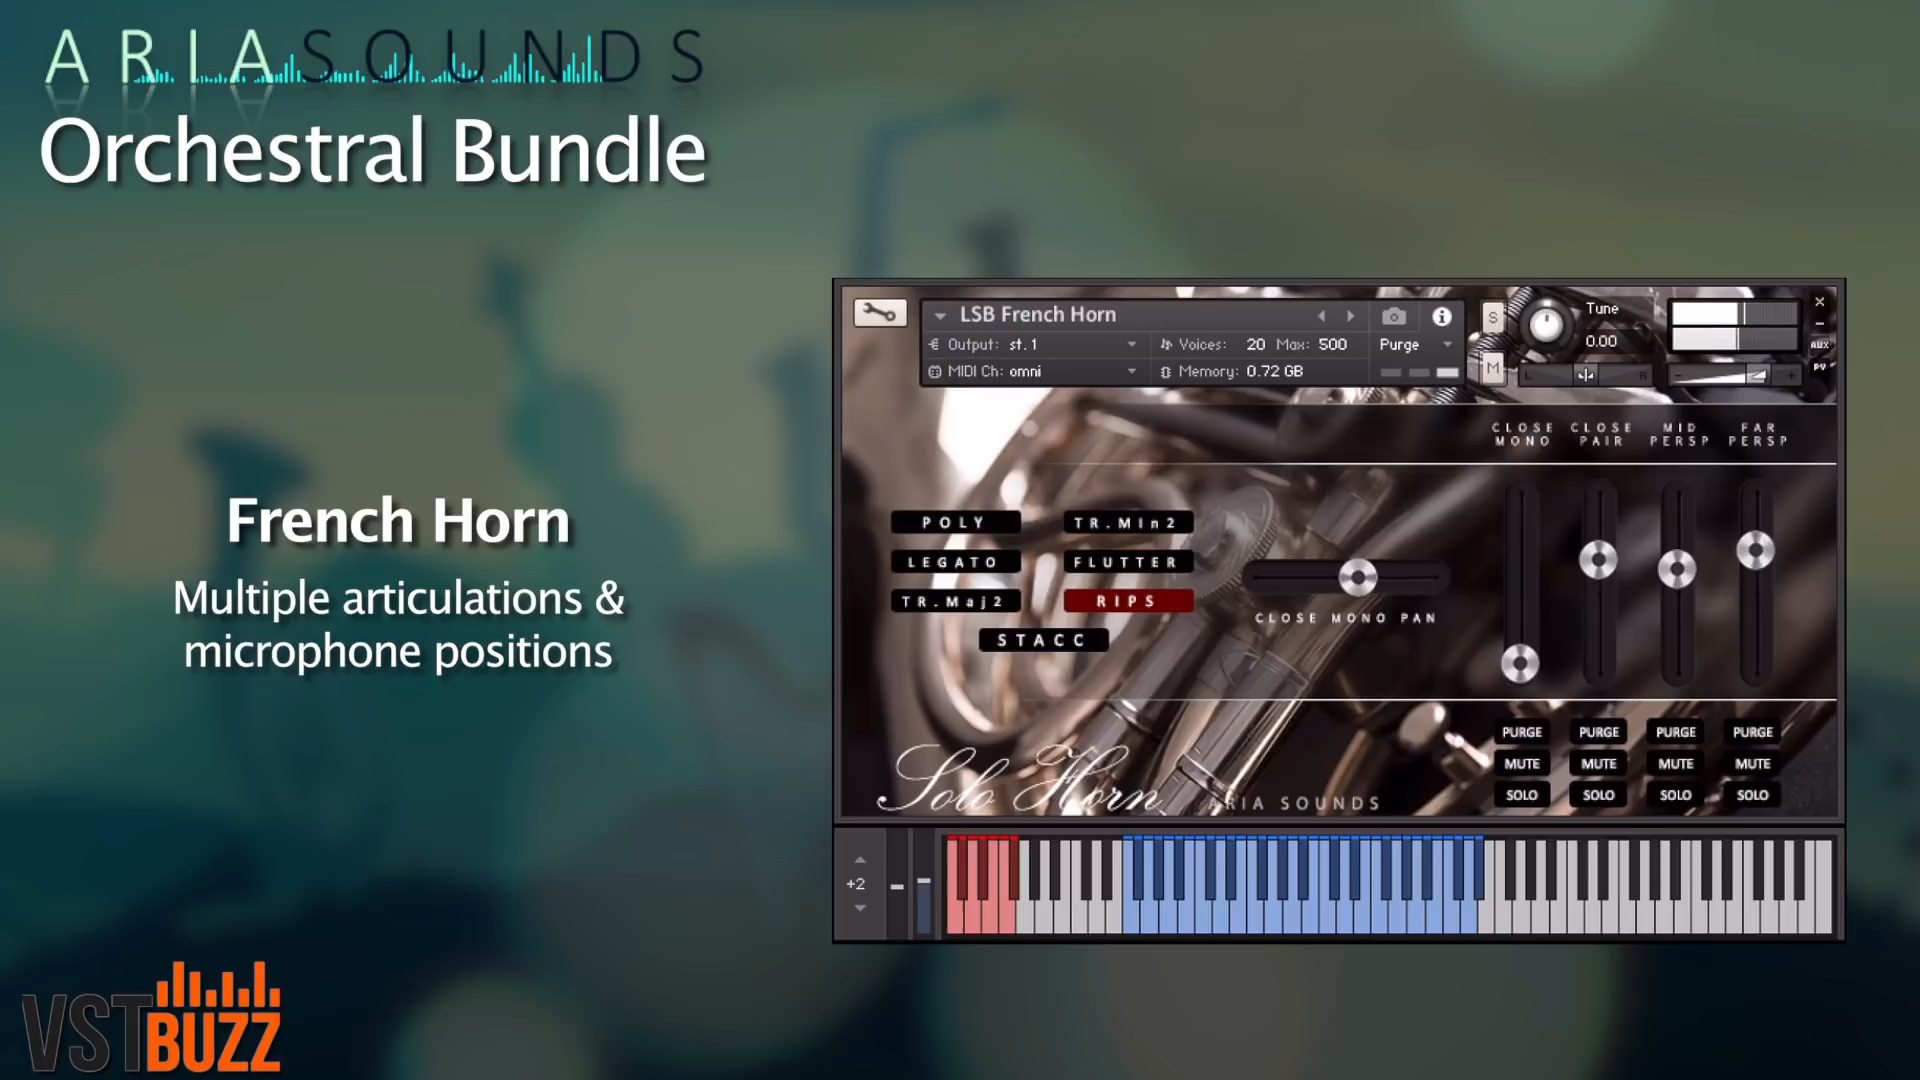 ARIASOUNDS
Orchestral Bundle
French Horn
Multiple articulations &
microphone positions
LSB French Horn
Output: st.1
Voices: 20 Max: 500
Purge
MIDI Ch: omni
Memory: 0.72 GB
S
M
Tune
0.00
L
R
AUX
PV
CLOSE MONO
CLOSE PAIR
MID PERSP
FAR PERSP
POLY
TR.MIn2
LEGATO
FLUTTER
TR.Maj2
RIPS
STACC
CLOSE MONO PAN
PURGE PURGE PURGE PURGE
MUTE MUTE MUTE MUTE
SOLO SOLO SOLO SOLO
Solo Horn
ARIA SOUNDS
+2
VSTBUZZ